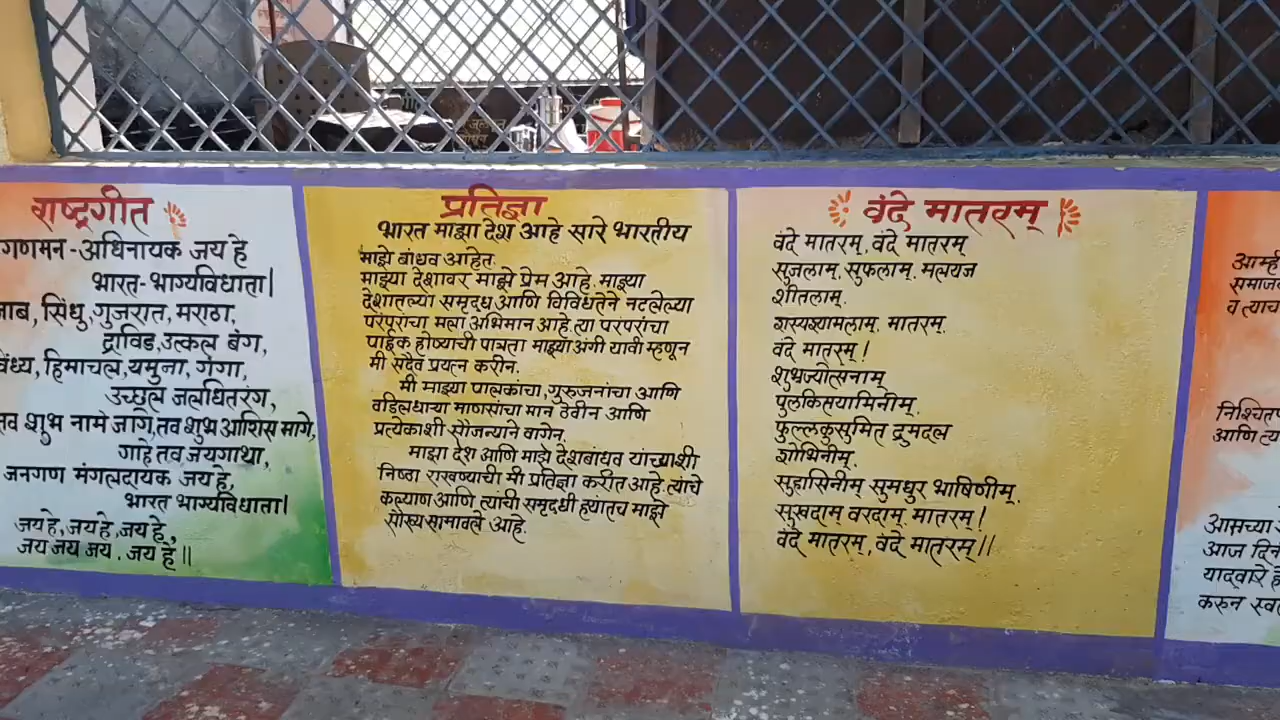 राष्ट्रगीत
गणमन-अधिनायक जय हे
भारत-भाग्यविधाता|
जाब, सिंधु, गुजरात, मराठा,
द्राविड, उत्कल बंग,
विंध्य, हिमाचल, यमुना, गंगा,
उच्छल जलधितरंग,
तव शुभ नामे जागे, तव शुभ आशिस मागे,
गाहे तव जयगाथा,
जनगण मंगलदायक जय हे,
भारत भाग्यविधाता|
जय हे, जय हे, जय हे,
जय जय जय, जय हे||
प्रतिज्ञा
भारत माझा देश आहे सारे भारतीय
माझे बांधव आहेत.
माझ्या देशावर माझे प्रेम आहे. माझ्या
देशातल्या समृद्ध आणि विविधतेने नटलेल्या
परंपरांचा मला अभिमान आहे. त्या परंपरांचा
पाईक होण्याची पात्रता माझ्या अंगी यावी म्हणून
मी सदैव प्रयत्न करीन.
मी माझ्या पालकांचा, गुरुजनांचा आणि
वडिलधाऱ्या माणसांचा मान ठेवीन आणि
प्रत्येकाशी सौजन्याने वागेन.
माझा देश आणि माझे देशबांधव यांच्याशी
निष्ठा राखण्याची मी प्रतिज्ञा करीत आहे. त्यांचे
कल्याण आणि त्यांची समृद्धी ह्यातच माझे
सौख्य सामावले आहे.
वंदे मातरम्
वंदे मातरम्, वंदे मातरम्
सुजलाम्, सुफलाम्, मलयज
शीतलाम्,
शस्यश्यामलाम्, मातरम्,
वंदे मातरम्!
शुभ्रज्योत्सनाम्
पुलकितयामिनीम्,
फुल्लकुसुमित द्रुमदल
शोभिनीम्,
सुहासिनीम् सुमधुर भाषिणीम्,
सुखदाम् वरदाम् मातरम्!
वंदे मातरम्, वंदे मातरम्||
आम्ही
समाजव
व त्याच
निश्चितप
आणि त्या
आमच्या
आज दिन
यादवारे
करुन स्व